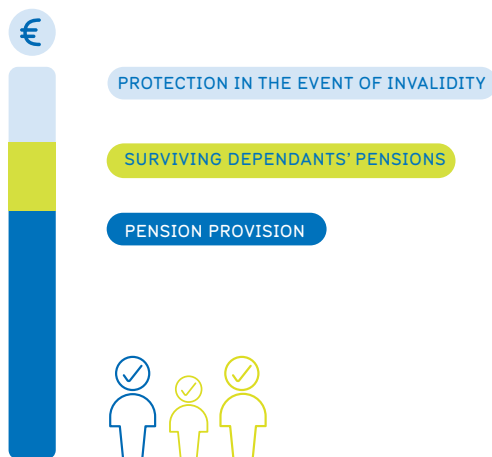 €
PROTECTION IN THE EVENT OF INVALIDITY
SURVIVING DEPENDANTS' PENSIONS
PENSION PROVISION